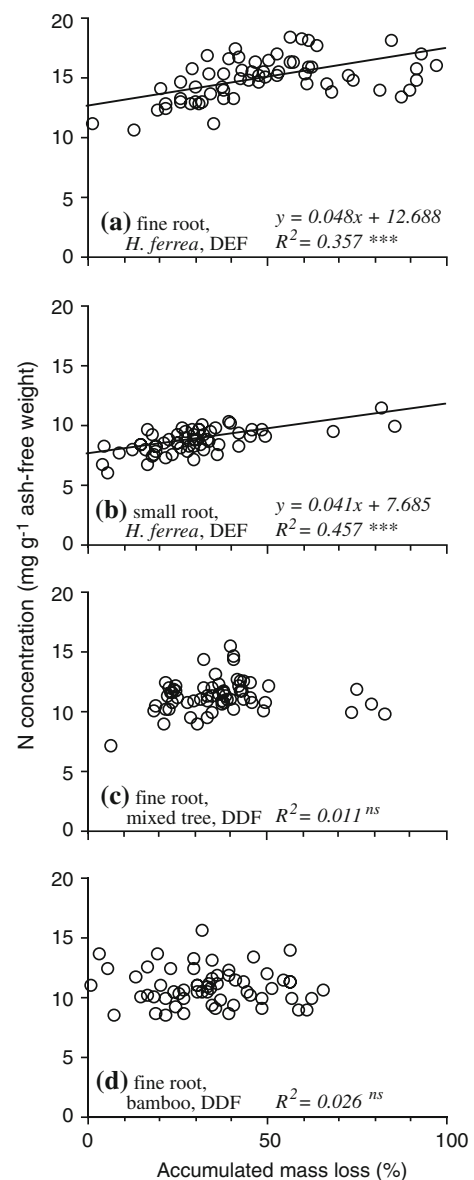 20
15
10
5
0
(a) fine root,
H. ferrea, DEF
y = 0.048x + 12.688
R² = 0.357 ***
20
15
10
5
0
(b) small root,
H. ferrea, DEF
y = 0.041x + 7.685
R² = 0.457 ***
N concentration (mg g⁻¹ ash-free weight)
20
15
10
5
0
(c) fine root,
mixed tree, DDF
R² = 0.011 ns
20
15
10
5
0
(d) fine root,
bamboo, DDF
R² = 0.026 ns
0 50 100
Accumulated mass loss (%)